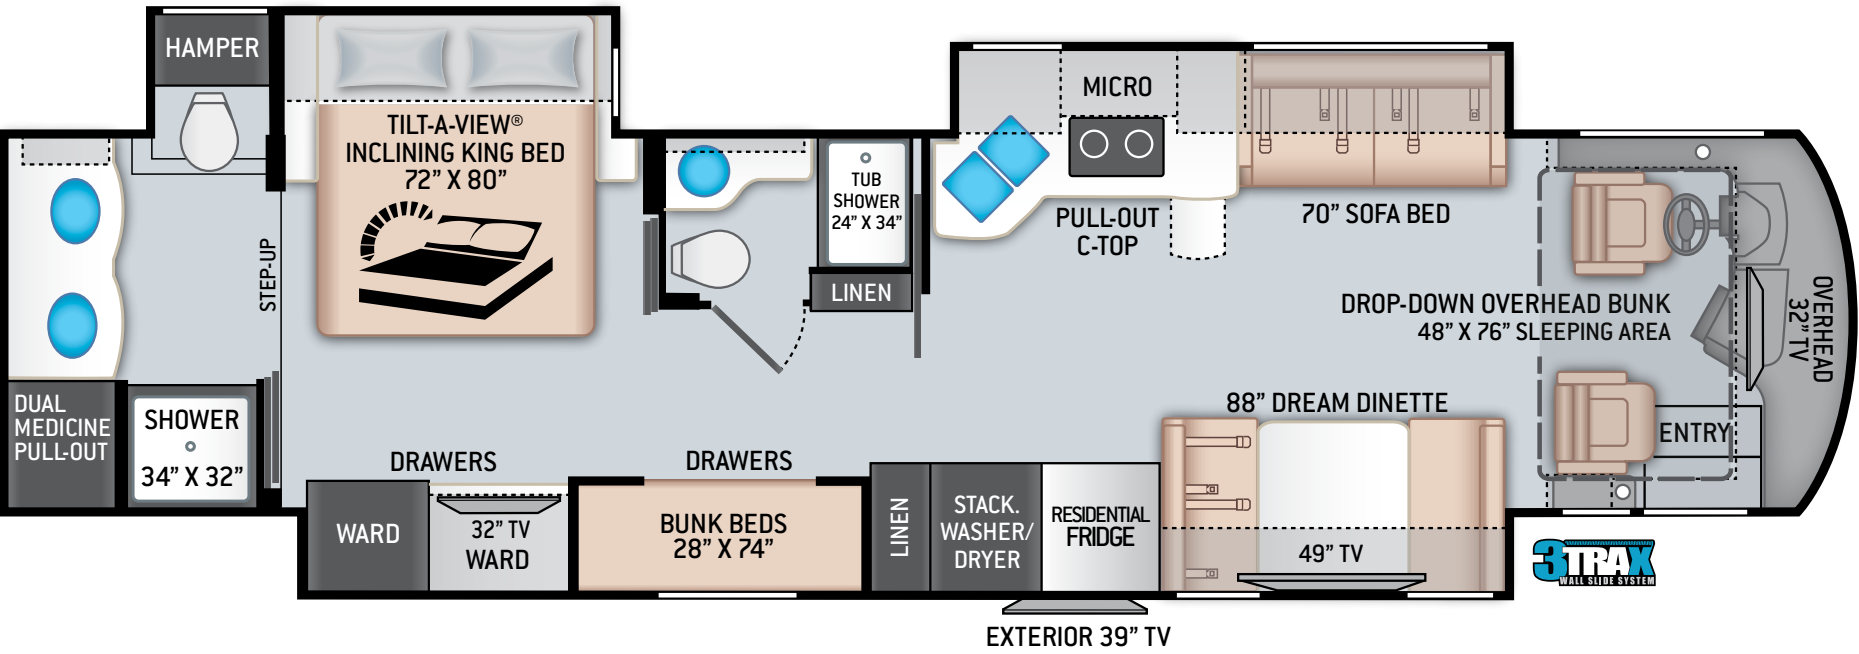 HAMPER
TILT-A-VIEW®
INCLINING KING BED
72” X 80”
STEP-UP
DUAL
MEDICINE
PULL-OUT
SHOWER
34” X 32”
TUB
SHOWER
24” X 34”
LINEN
MICRO
PULL-OUT
C-TOP
70” SOFA BED
DROP-DOWN OVERHEAD BUNK
48” X 76” SLEEPING AREA
OVERHEAD
32” TV
88” DREAM DINETTE
ENTRY
DRAWERS
WARD
32” TV
WARD
DRAWERS
BUNK BEDS
28” X 74”
LINEN
STACK.
WASHER/
DRYER
RESIDENTIAL
FRIDGE
49” TV
EXTERIOR 39” TV
3TRAX
WALL SLIDE SYSTEM